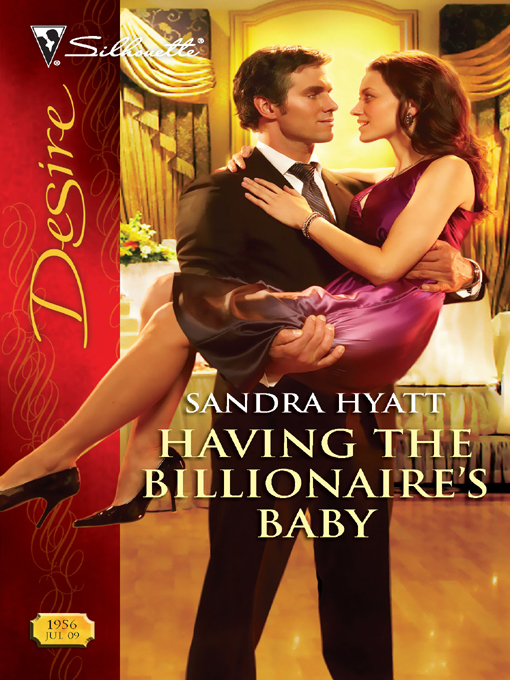 Silhouette®
®
Desire
SANDRA HYATT
HAVING THE
BILLIONAIRE'S
BABY
1956
JUL 09